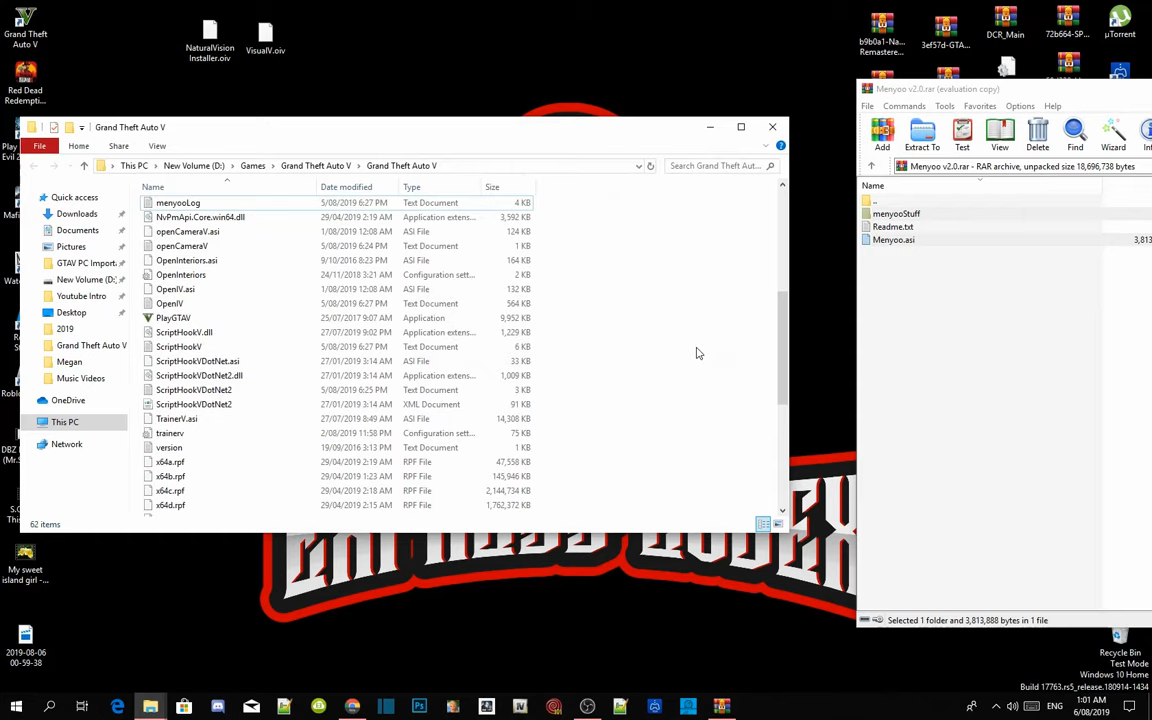 Grand Theft
Auto V
NaturalVision
Installer.oiv
VisualV.oiv
b9b0a1-Na...
Remastere...
3ef57d-GTA...
DCR_Main
72b664-SP...
µTorrent
Red Dead
Redemptio...
Menyoo v2.0.rar (evaluation copy)
File Commands Tools Favorites Options Help
Add Extract To Test View Delete Find Wizard
Menyoo v2.0.rar - RAR archive, unpacked size 18,696,738 bytes
Name
..
menyooStuff
Readme.txt
Menyoo.asi 3,813
Selected 1 folder and 3,813,888 bytes in 1 file
Grand Theft Auto V
File Home Share View
This PC New Volume (D:) Games Grand Theft Auto V Grand Theft Auto V
Search Grand Theft Aut...
Quick access
Downloads
Documents
Pictures
GTAV PC Import
New Volume (D:)
Youtube Intro
Desktop
2019
Grand Theft Auto V
Megan
Music Videos
OneDrive
This PC
Network
Name Date modified Type Size
menyooLog 5/08/2019 6:27 PM Text Document 4 KB
NvPmApi.Core.win64.dll 29/04/2019 2:19 AM Application extens... 3,592 KB
openCameraV.asi 1/08/2019 12:08 AM ASI File 124 KB
openCameraV 5/08/2019 6:24 PM Text Document 1 KB
OpenInteriors.asi 9/10/2016 8:23 PM ASI File 164 KB
OpenInteriors 24/11/2018 3:21 AM Configuration sett... 2 KB
OpenIV.asi 1/08/2019 12:08 AM ASI File 132 KB
OpenIV 5/08/2019 6:27 PM Text Document 564 KB
PlayGTAV 25/07/2017 9:07 AM Application 9,952 KB
ScriptHookV.dll 27/07/2019 9:02 PM Application extens... 1,229 KB
ScriptHookV 5/08/2019 6:27 PM Text Document 6 KB
ScriptHookVDotNet.asi 27/01/2019 3:14 AM ASI File 33 KB
ScriptHookVDotNet2.dll 27/01/2019 3:14 AM Application extens... 1,009 KB
ScriptHookVDotNet2 5/08/2019 6:25 PM Text Document 3 KB
ScriptHookVDotNet2 27/01/2019 3:14 AM XML Document 91 KB
TrainerV.asi 27/07/2019 8:49 AM ASI File 14,308 KB
trainerv 2/08/2019 11:58 PM Configuration sett... 75 KB
version 19/09/2016 3:13 PM Text Document 1 KB
x64a.rpf 29/04/2019 2:19 AM RPF File 47,558 KB
x64b.rpf 29/04/2019 1:23 AM RPF File 145,946 KB
x64c.rpf 29/04/2019 2:18 AM RPF File 2,144,734 KB
x64d.rpf 29/04/2019 2:15 AM RPF File 1,762,372 KB
62 items
My sweet
island girl -...
2019-08-06
00-59-38
Recycle Bin
Test Mode
Windows 10 Home
Build 17763.rs5_release.180914-1434
ENG
1:01 AM
6/08/2019